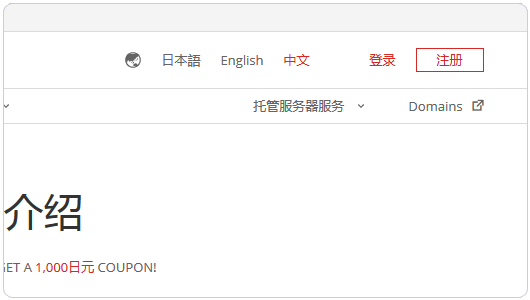 日本語 English 中文 登录 注册
托管服务器服务 Domains
介绍
GET A 1,000日元 COUPON!